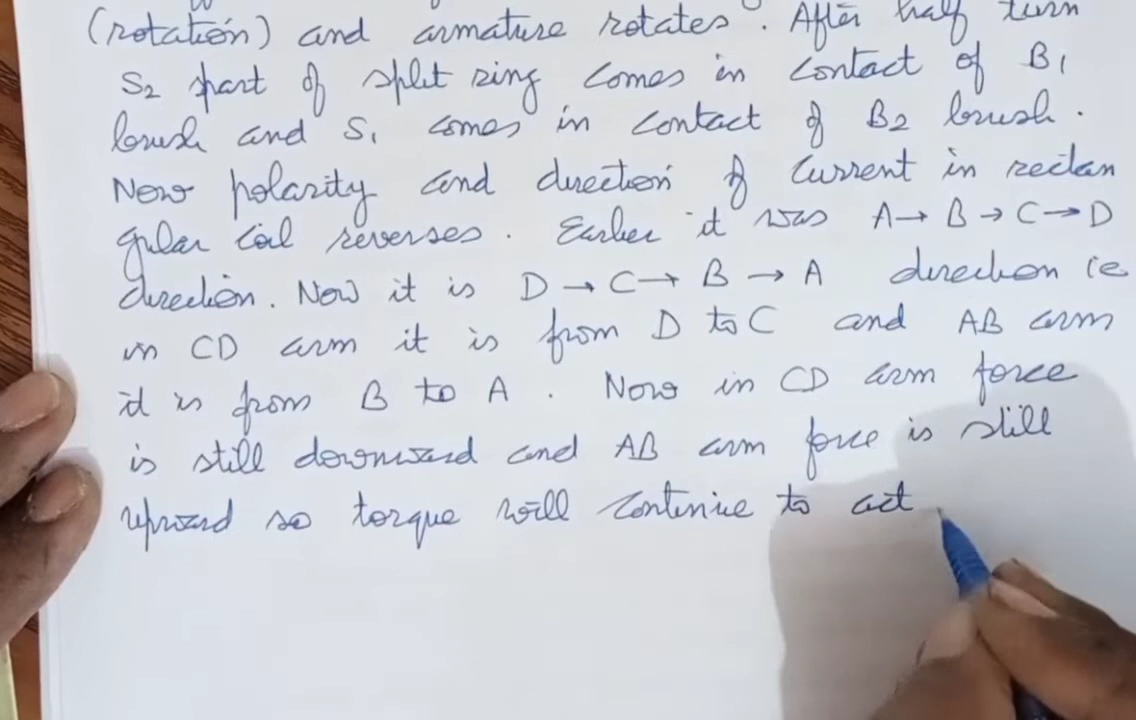 (rotation) and armature rotates. After half turn
S2 part of split ring comes in contact of B1
brush and S1 comes in contact of B2 brush.
Now polarity and direction of current in rectan
gular coil reverses. Earlier it was A→ B → C → D
direction. Now it is D → C → B → A direction ie
in CD arm it is from D to C and AB arm
it is from B to A. Now in CD arm force
is still downward and AB arm force is still
upward so torque will continue to act